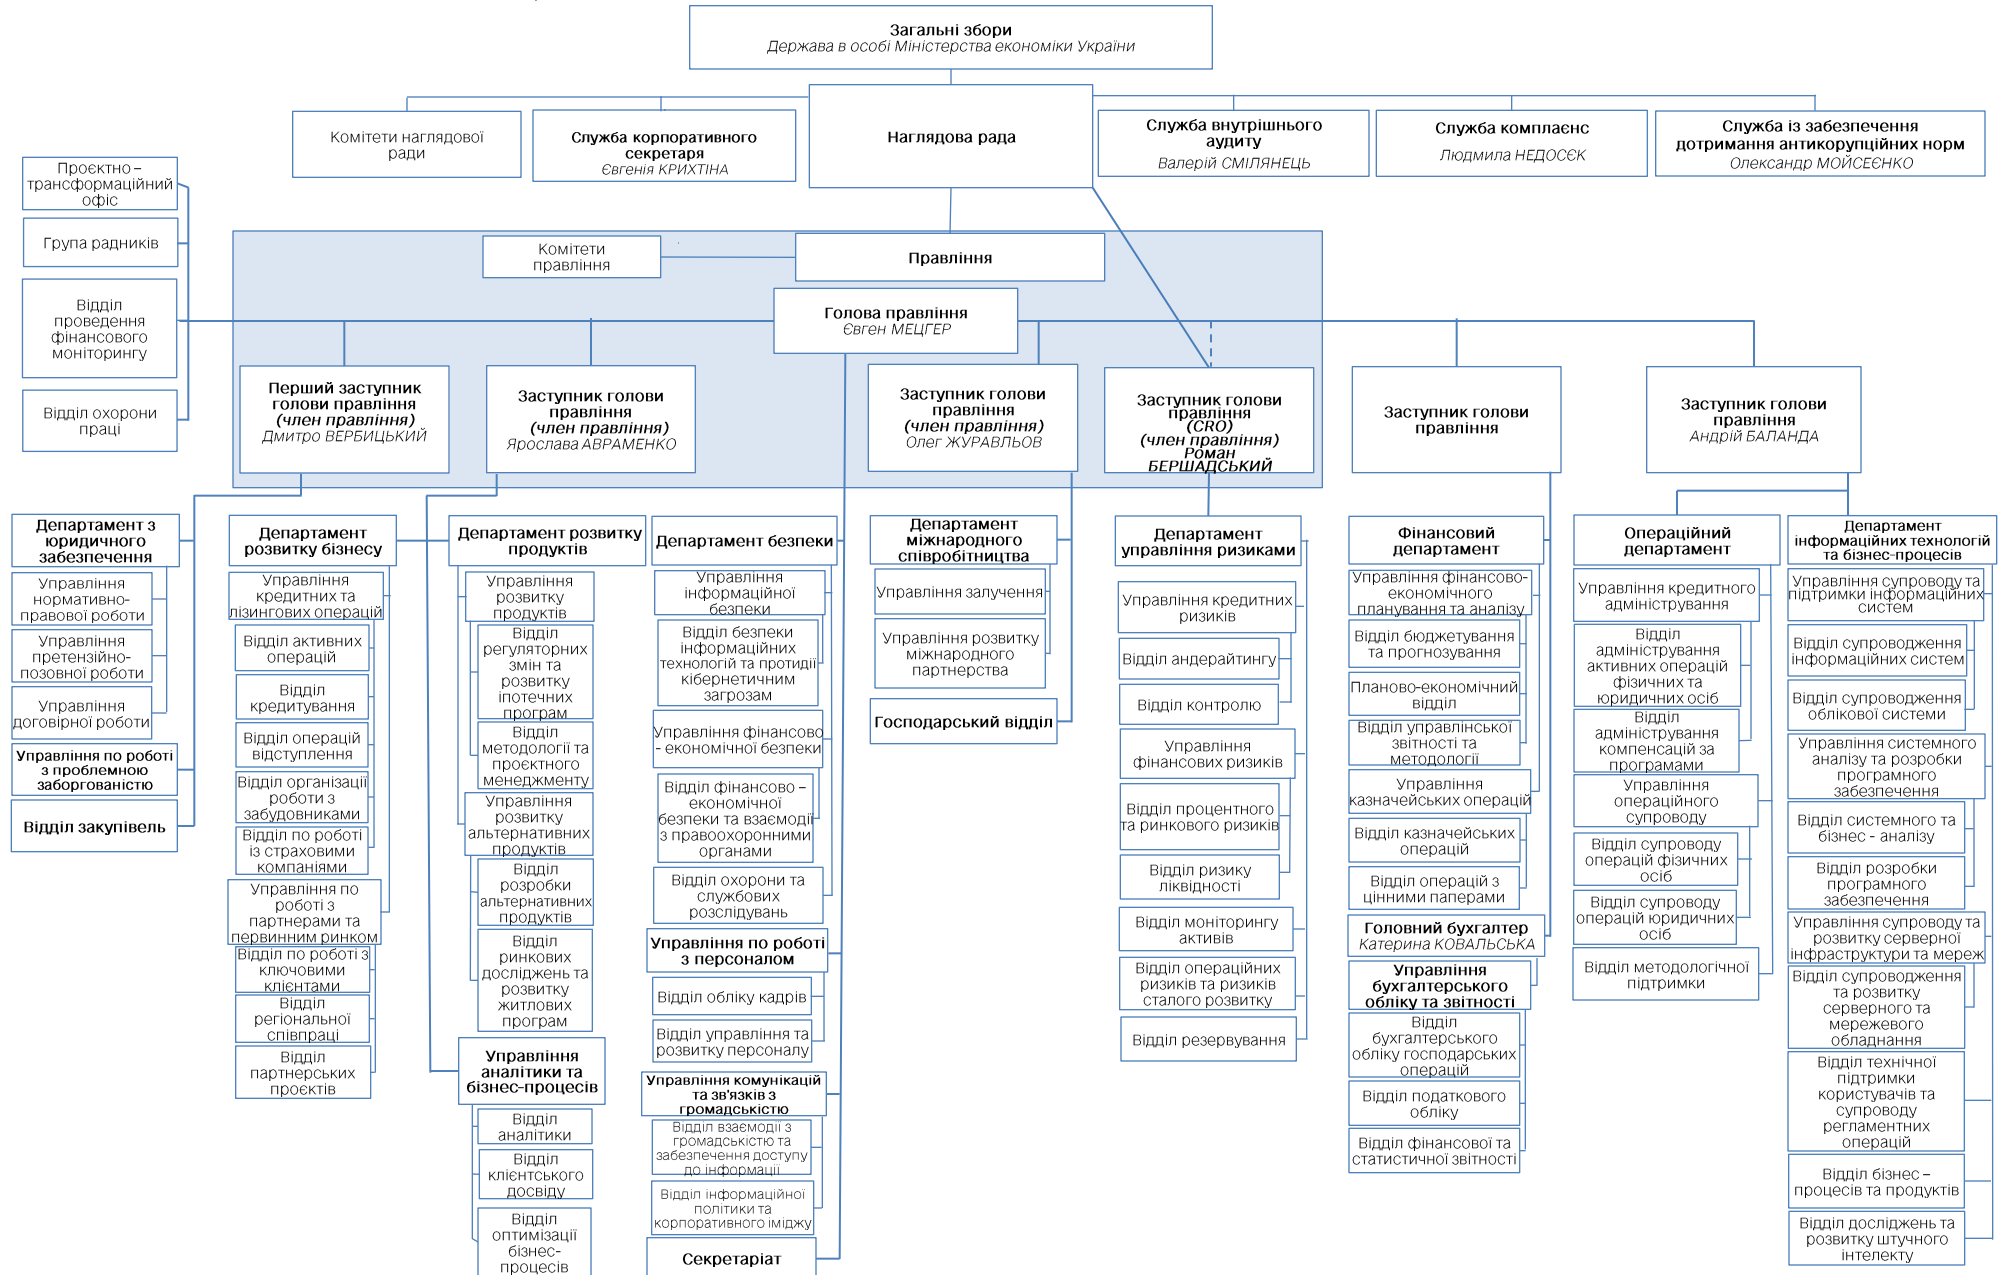 Загальні збори
Держава в особі Міністерства економіки України
Комітети наглядової
ради
Служба корпоративного
секретаря
Євгенія КРИХТІНА
Наглядова рада
Служба внутрішнього
аудиту
Валерій СМІЛЯНЕЦЬ
Служба комплаєнс
Людмила НЕДОСЄК
Служба із забезпечення
дотримання антикорупційних норм
Олександр МОЙСЕЄНКО
Проєктно –
трансформаційний
офіс
Група радників
Відділ
проведення
фінансового
моніторингу
Відділ охорони
праці
Комітети
правління
Правління
Голова правління
Євген МЕЦГЕР
Перший заступник
голови правління
(член правління)
Дмитро ВЕРБИЦЬКИЙ
Заступник голови
правління
(член правління)
Ярослава АВРАМЕНКО
Заступник голови
правління
(член правління)
Олег ЖУРАВЛЬОВ
Заступник голови
правління
(CRO)
(член правління)
Роман
БЕРШАДСЬКИЙ
Заступник голови
правління
Заступник голови
правління
Андрій БАЛАНДА
Департамент з
юридичного
забезпечення
Управління
нормативно-
правової роботи
Управління
претензійно-
позовної роботи
Управління
договірної роботи
Управління по роботі
з проблемною
заборгованістю
Відділ закупівель
Департамент
розвитку бізнесу
Управління
кредитних та
лізингових операцій
Відділ активних
операцій
Відділ
кредитування
Відділ операцій
відступлення
Відділ організації
роботи з
забудовниками
Відділ по роботі
із страховими
компаніями
Управління по
роботі з
партнерами та
первинним ринком
Відділ по роботі з
ключовими
клієнтами
Відділ
регіональної
співпраці
Відділ
партнерських
проєктів
Департамент розвитку
продуктів
Управління
розвитку
продуктів
Відділ
регуляторних
змін та
розвитку
іпотечних
програм
Відділ
методології та
проєктного
менеджменту
Управління
розвитку
альтернативних
продуктів
Відділ
розробки
альтернативних
продуктів
Відділ
ринкових
досліджень та
розвитку
житлових
програм
Управління
аналітики та
бізнес-процесів
Відділ
аналітики
Відділ
клієнтського
досвіду
Відділ
оптимізації
бізнес-
процесів
Департамент безпеки
Управління
інформаційної
безпеки
Відділ безпеки
інформаційних
технологій та протидії
кібернетичним
загрозам
Управління фінансово
- економічної безпеки
Відділ фінансово –
економічної
безпеки та взаємодії
з правоохоронними
органами
Відділ охорони та
службових
розслідувань
Управління по роботі
з персоналом
Відділ обліку кадрів
Відділ управління та
розвитку персоналу
Управління комунікацій
та зв'язків з
громадськістю
Відділ взаємодії з
громадськістю та
забезпечення доступу
до інформації
Відділ інформаційної
політики та
корпоративного іміджу
Секретаріат
Департамент
міжнародного
співробітництва
Управління залучення
Управління розвитку
міжнародного
партнерства
Господарський відділ
Департамент
управління ризиками
Управління кредитних
ризиків
Відділ андерайтингу
Відділ контролю
Управління
фінансових ризиків
Відділ процентного
та ринкового ризиків
Відділ ризику
ліквідності
Відділ моніторингу
активів
Відділ операційних
ризиків та ризиків
сталого розвитку
Відділ резервування
Фінансовий
департамент
Управління фінансово-
економічного
планування та аналізу
Відділ бюджетування
та прогнозування
Планово-економічний
відділ
Відділ управлінської
звітності та
методології
Управління
казначейських операцій
Відділ казначейських
операцій
Відділ операцій з
цінними паперами
Головний бухгалтер
Катерина КОВАЛЬСЬКА
Управління
бухгалтерського
обліку та звітності
Відділ
бухгалтерського
обліку господарських
операцій
Відділ податкового
обліку
Відділ фінансової та
статистичної звітності
Операційний
департамент
Управління кредитного
адміністрування
Відділ
адміністрування
активних операцій
фізичних та
юридичних осіб
Відділ
адміністрування
компенсацій за
програмами
Управління
операційного
супроводу
Відділ супроводу
операцій фізичних
осіб
Відділ супроводу
операцій юридичних
осіб
Відділ методологічної
підтримки
Департамент
інформаційних технологій
та бізнес-процесів
Управління супроводу та
підтримки інформаційних
систем
Відділ супроводження
інформаційних систем
Відділ супроводження
облікової системи
Управління системного
аналізу та розробки
програмного
забезпечення
Відділ системного та
бізнес - аналізу
Відділ розробки
програмного
забезпечення
Управління супроводу та
розвитку серверної
інфраструктури та мереж
Відділ супроводження
та розвитку
серверного та
мережевого
обладнання
Відділ технічної
підтримки
користувачів та
супроводу
регламентних
операцій
Відділ бізнес –
процесів та продуктів
Відділ досліджень та
розвитку штучного
інтелекту